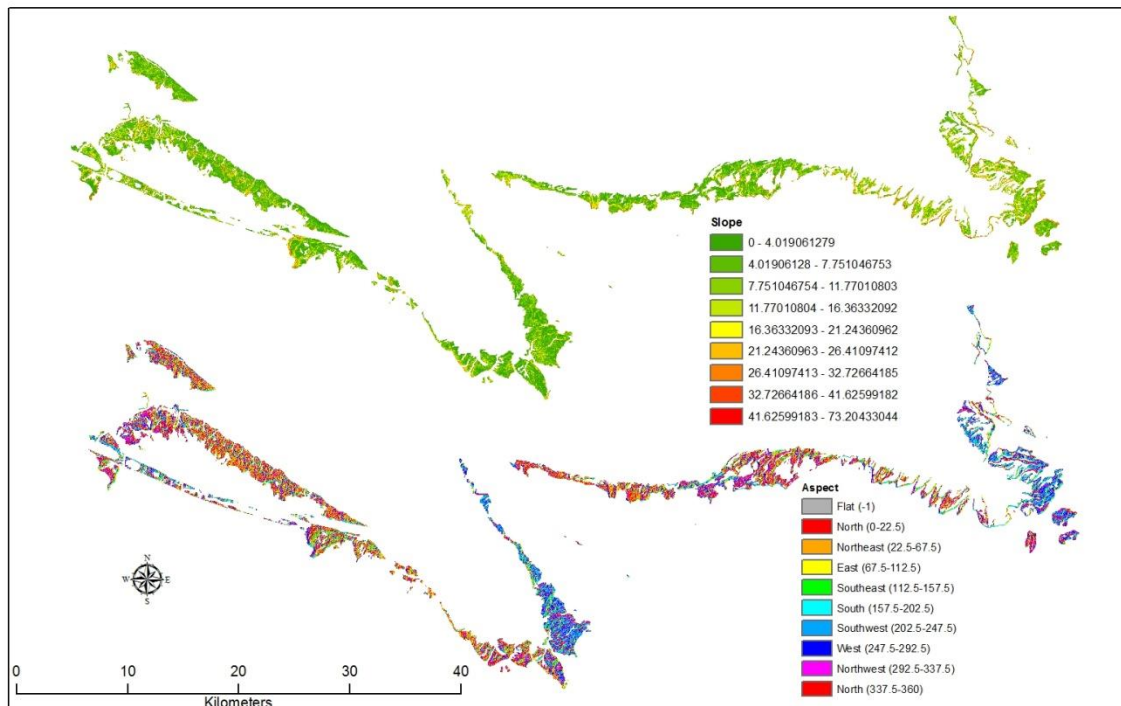 Slope
0 - 4.019061279
4.01906128 - 7.751046753
7.751046754 - 11.77010803
11.77010804 - 16.36332092
16.36332093 - 21.24360962
21.24360963 - 26.41097412
26.41097413 - 32.72664185
32.72664186 - 41.62599182
41.62599183 - 73.20433044
Aspect
Flat (-1)
North (0-22.5)
Northeast (22.5-67.5)
East (67.5-112.5)
Southeast (112.5-157.5)
South (157.5-202.5)
Southwest (202.5-247.5)
West (247.5-292.5)
Northwest (292.5-337.5)
North (337.5-360)
N
W E
S
0 10 20 30 40
Kilometers